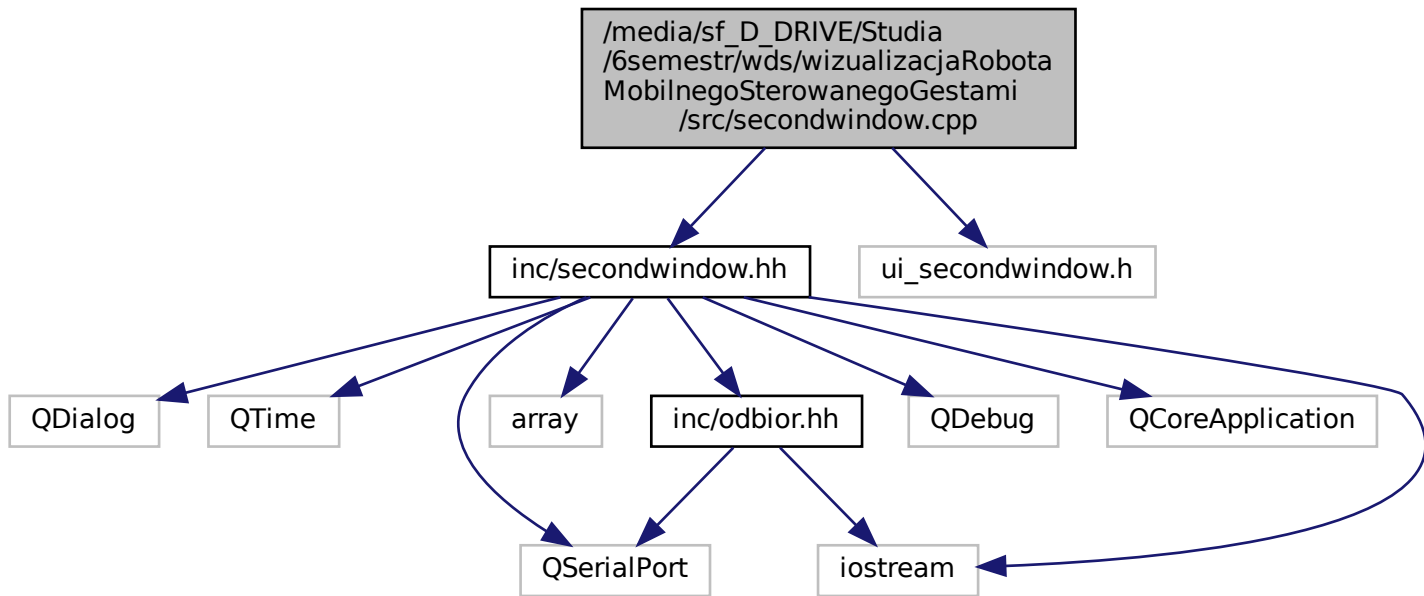 /media/sf_D_DRIVE/Studia
/6semestr/wds/wizualizacjaRobota
MobilnegoSterowanegoGestami
/src/secondwindow.cpp
inc/secondwindow.hh
ui_secondwindow.h
QDialog
QTime
array
inc/odbior.hh
QDebug
QCoreApplication
QSerialPort
iostream